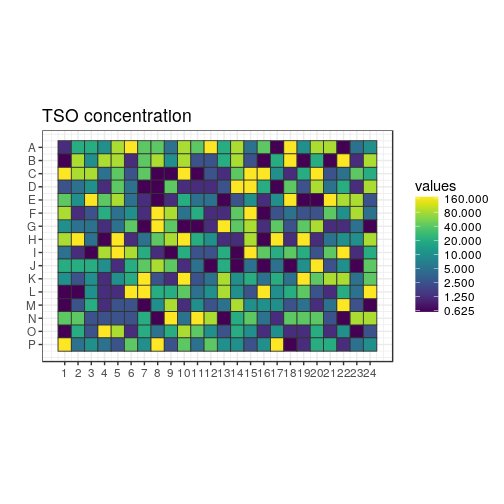 TSO concentration
A
B
C
D
E
F
G
H
I
J
K
L
M
N
O
P
1 2 3 4 5 6 7 8 9 10 11 12 13 14 15 16 17 18 19 20 21 22 23 24
values
160.000
80.000
40.000
20.000
10.000
5.000
2.500
1.250
0.625